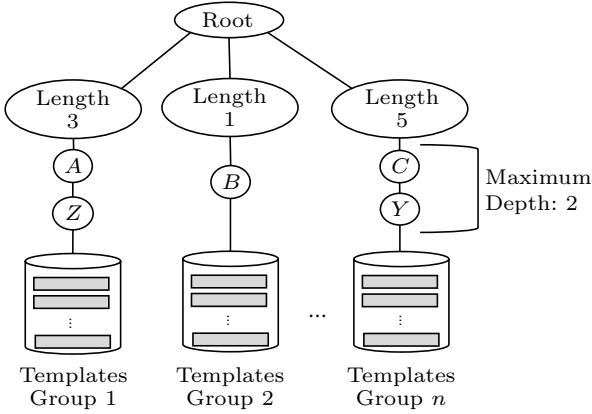 Root
Length
3
Length
1
Length
5
A
Z
B
C
Y
Maximum
Depth: 2
...
...
...
...
Templates
Group 1
Templates
Group 2
Templates
Group n